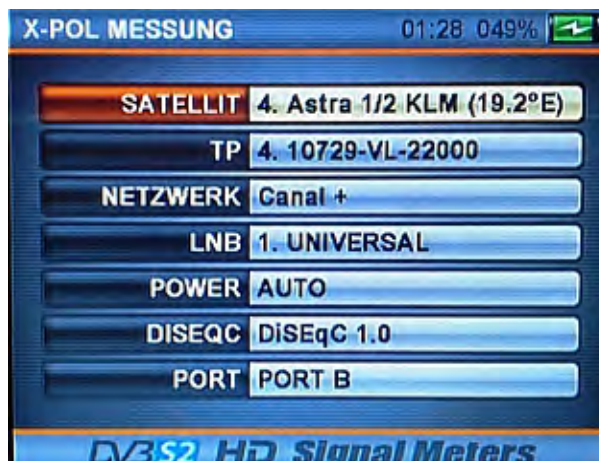 X-POL MESSUNG 01:28 049%
SATELLIT 4. Astra 1/2 KLM (19.2ºE)
TP 4. 10729-VL-22000
NETZWERK Canal +
LNB 1. UNIVERSAL
POWER AUTO
DISEQC DiSEqC 1.0
PORT PORT B
DVB S2 HD Signal Meters